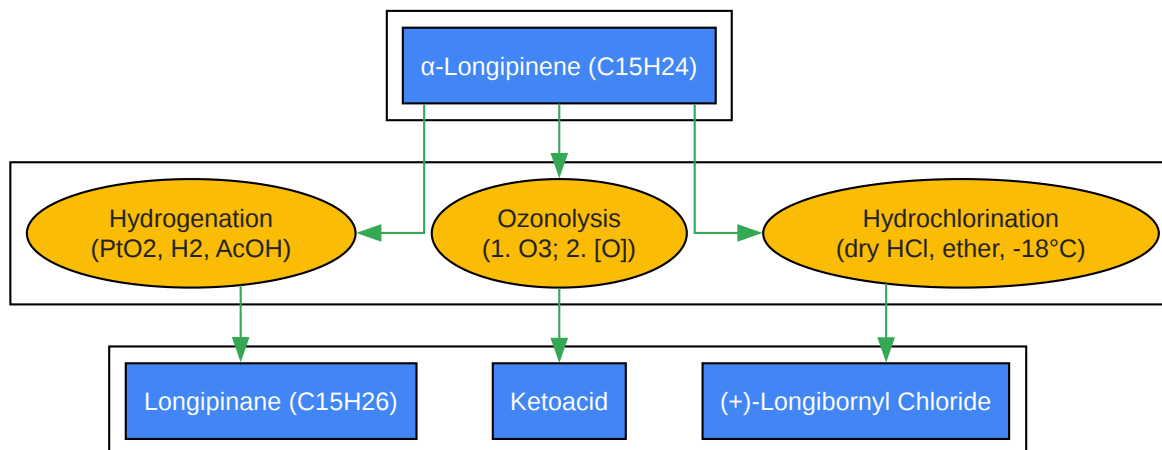 α-Longipinene (C15H24)
Hydrogenation
(PtO2, H2, AcOH)
Ozonolysis
(1. O3; 2. [O])
Hydrochlorination
(dry HCl, ether, -18°C)
Longipinane (C15H26)
Ketoacid
(+)-Longibornyl Chloride